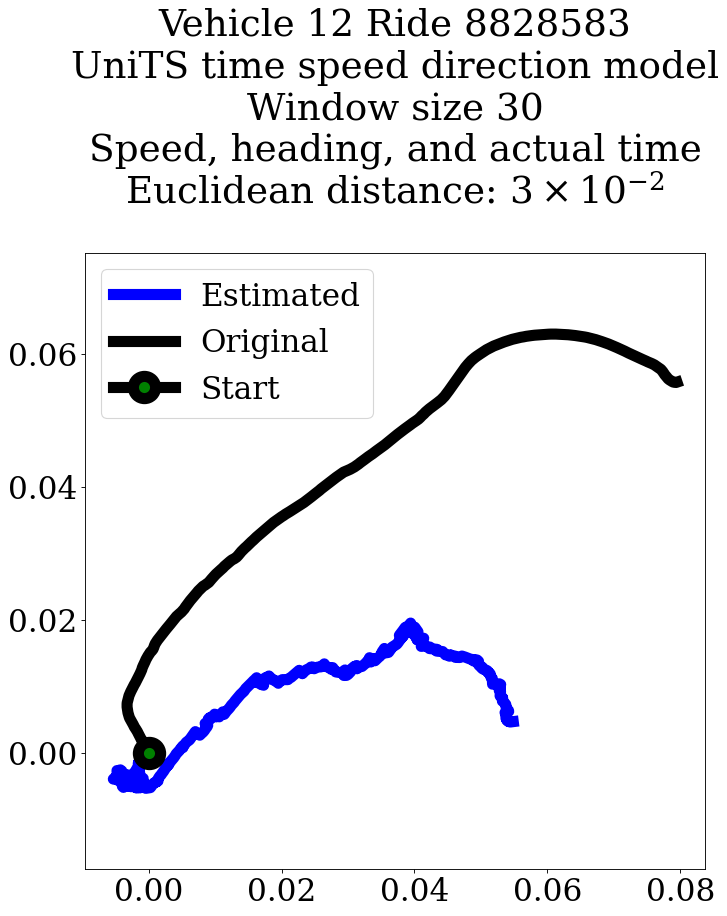 Vehicle 12 Ride 8828583
UniTS time speed direction model
Window size 30
Speed, heading, and actual time
Euclidean distance: 3 × 10⁻²
Estimated
Original
Start
0.06
0.04
0.02
0.00
0.00 0.02 0.04 0.06 0.08